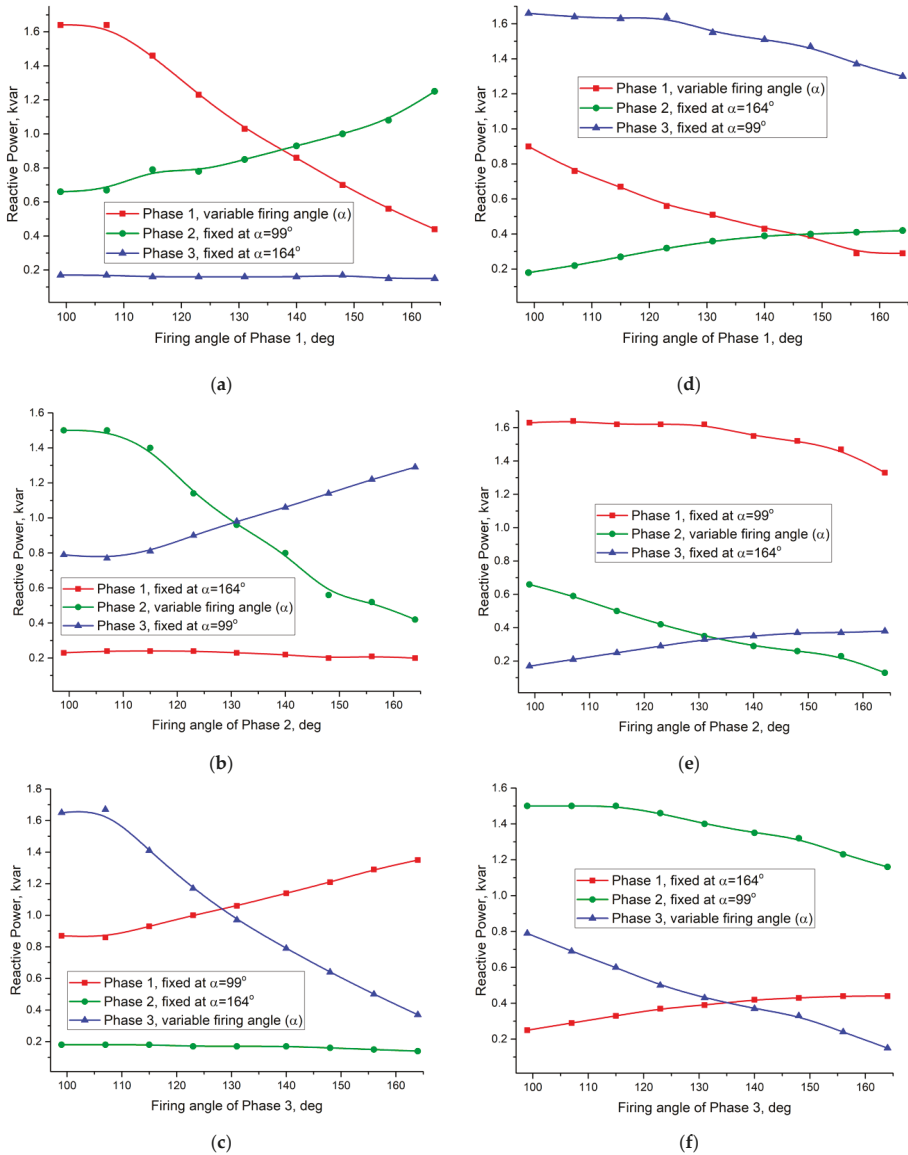 1.6
1.4
1.2
1.0
0.8
0.6
0.4
0.2
Reactive Power, kvar
Phase 1, variable firing angle (α)
Phase 2, fixed at α=99°
Phase 3, fixed at α=164°
100 110 120 130 140 150 160
Firing angle of Phase 1, deg
(a)
1.6
1.4
1.2
1.0
0.8
0.6
0.4
0.2
Reactive Power, kvar
Phase 1, variable firing angle (α)
Phase 2, fixed at α=164°
Phase 3, fixed at α=99°
100 110 120 130 140 150 160
Firing angle of Phase 1, deg
(d)
1.6
1.4
1.2
1.0
0.8
0.6
0.4
0.2
Reactive Power, kvar
Phase 1, fixed at α=164°
Phase 2, variable firing angle (α)
Phase 3, fixed at α=99°
100 110 120 130 140 150 160
Firing angle of Phase 2, deg
(b)
1.6
1.4
1.2
1.0
0.8
0.6
0.4
0.2
Reactive Power, kvar
Phase 1, fixed at α=99°
Phase 2, variable firing angle (α)
Phase 3, fixed at α=164°
100 110 120 130 140 150 160
Firing angle of Phase 2, deg
(e)
1.8
1.6
1.4
1.2
1.0
0.8
0.6
0.4
0.2
Reactive Power, kvar
Phase 1, fixed at α=99°
Phase 2, fixed at α=164°
Phase 3, variable firing angle (α)
100 110 120 130 140 150 160
Firing angle of Phase 3, deg
(c)
1.6
1.4
1.2
1.0
0.8
0.6
0.4
0.2
Reactive Power, kvar
Phase 1, fixed at α=164°
Phase 2, fixed at α=99°
Phase 3, variable firing angle (α)
100 110 120 130 140 150 160
Firing angle of Phase 3, deg
(f)